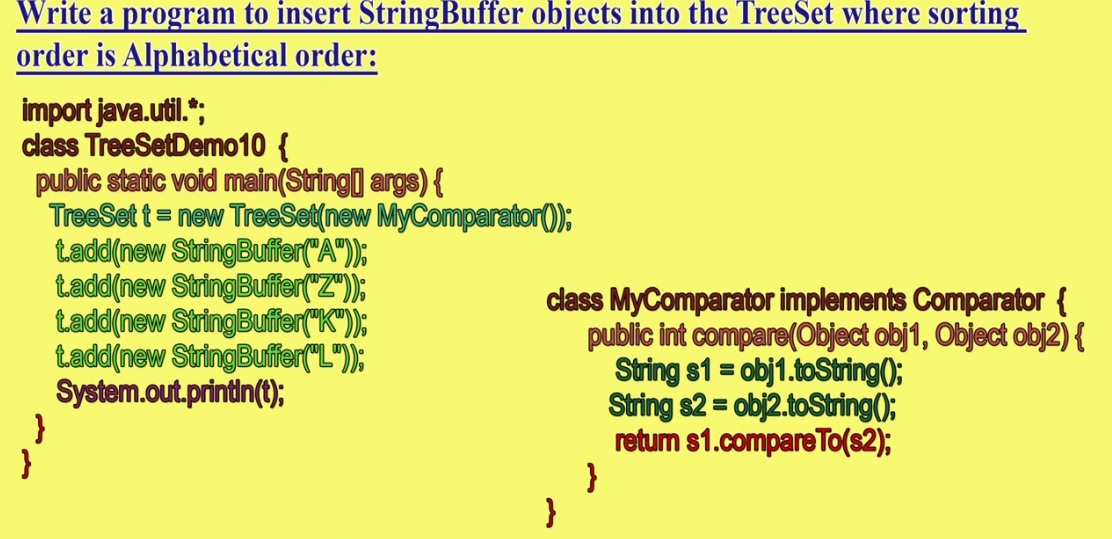 Write a program to insert StringBuffer objects into the TreeSet where sorting
order is Alphabetical order:
import java.util.*;
class TreeSetDemo10 {
public static void main(String[] args) {
TreeSet t = new TreeSet(new MyComparator());
t.add(new StringBuffer("A"));
t.add(new StringBuffer("Z"));
t.add(new StringBuffer("K"));
t.add(new StringBuffer("L"));
System.out.println(t);
}
}
class MyComparator implements Comparator {
public int compare(Object obj1, Object obj2) {
String s1 = obj1.toString();
String s2 = obj2.toString();
return s1.compareTo(s2);
}
}